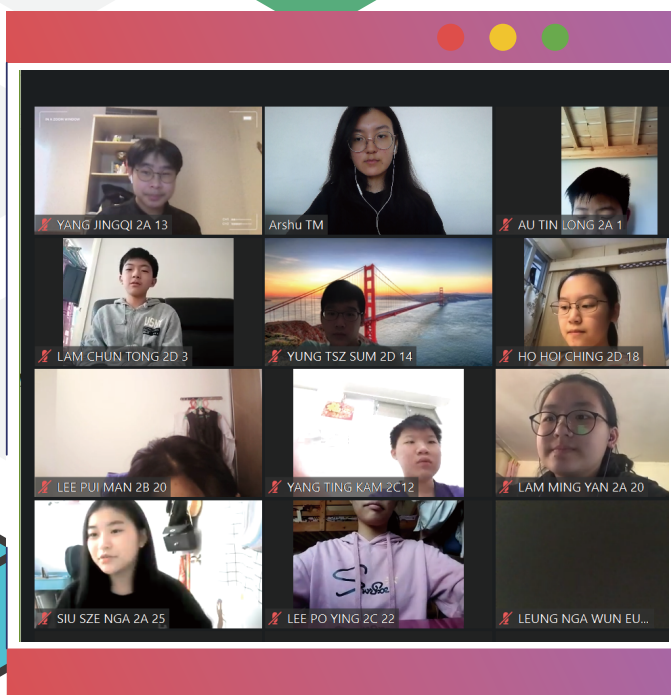 YANG JINGQI 2A 13
Arshu TM
AU TIN LONG 2A 1
LAM CHUN TONG 2D 3
YUNG TSZ SUM 2D 14
HO HOI CHING 2D 18
LEE PUI MAN 2B 20
YANG TING KAM 2C12
LAM MING YAN 2A 20
SIU SZE NGA 2A 25
LEE PO YING 2C 22
LEUNG NGA WUN EU...